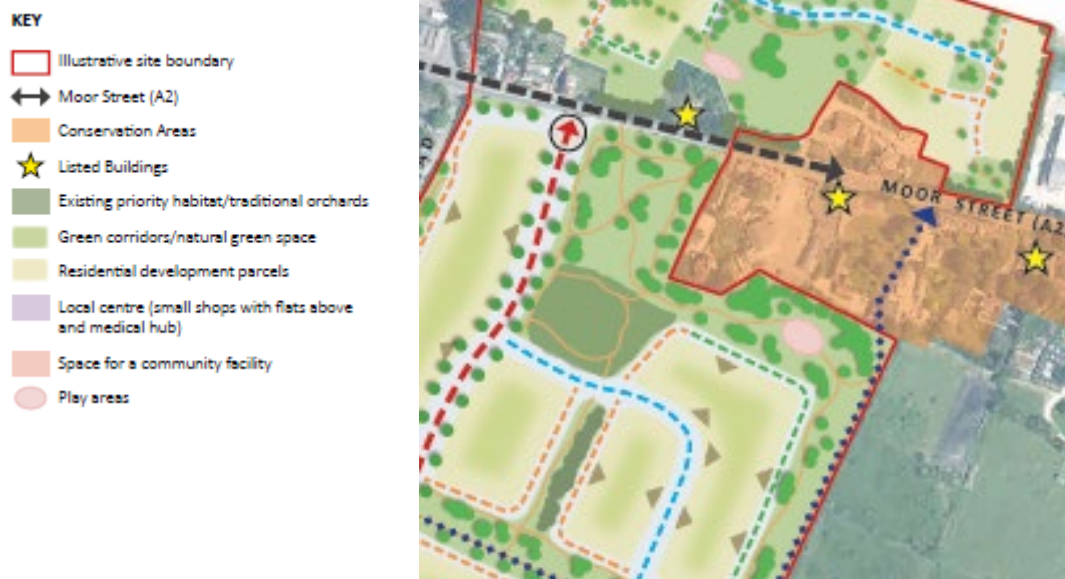 KEY
Illustrative site boundary
Moor Street (A2)
Conservation Areas
Listed Buildings
Existing priority habitat/traditional orchards
Green corridors/natural green space
Residential development parcels
Local centre (small shops with flats above
and medical hub)
Space for a community facility
Play areas
MOOR STREET (A2
AD